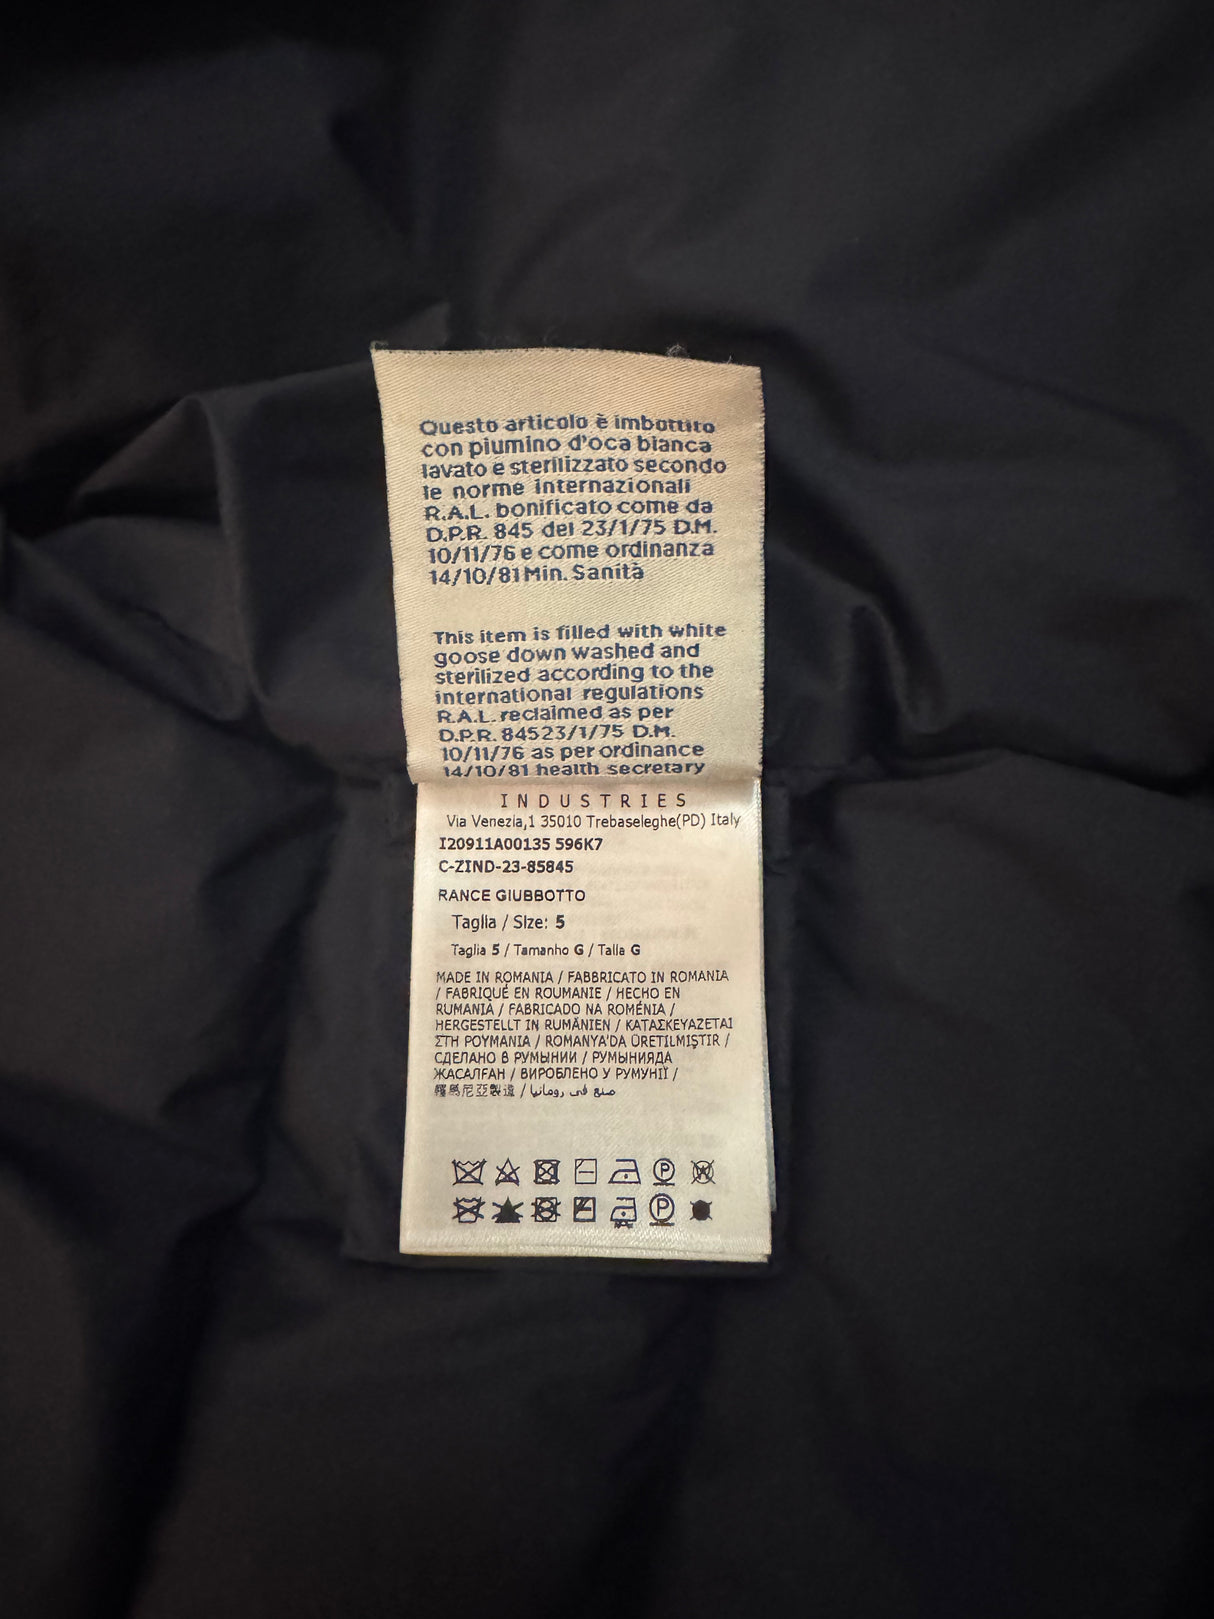 Questo articolo è imbottito
con piumino d'oca bianca
lavato e sterilizzato secondo
le norme internazionali
R.A.L. bonificato come da
D.P.R. 845 del 23/1/75 D.M.
10/11/76 e come ordinanza
14/10/81 Min. Sanità
This item is filled with white
goose down washed and
sterilized according to the
international regulations
R.A.L. reclaimed as per
D.P.R. 84523/1/75 D.M.
10/11/76 as per ordinance
14/10/81 health secretary
INDUSTRIES
Via Venezia,1 35010 Trebaseleghe(PD) Italy
I20911A00135 596K7
C-ZIND-23-85845
RANCE GIUBBOTTO
Taglia / Size: 5
Taglia 5 / Tamanho G / Talla G
MADE IN ROMANIA / FABBRICATO IN ROMANIA
/ FABRIQUÉ EN ROUMANIE / HECHO EN
RUMANIA / FABRICADO NA ROMÉNIA /
HERGESTELLT IN RUMÄNIEN / ΚΑΤΑΣΚΕΥΑΖΕΤΑΙ
ΣΤΗ ΡΟΥΜΑΝΙΑ / ROMANYA'DA ÜRETILMIŞTIR /
СДЕЛАНО В РУМЫНИИ / РУМЫНИЯДА
ЖАСАЛҒАН / ВИРОБЛЕНО У РУМУНІЇ /
羅馬尼亞製造 / صنع في رومانيا